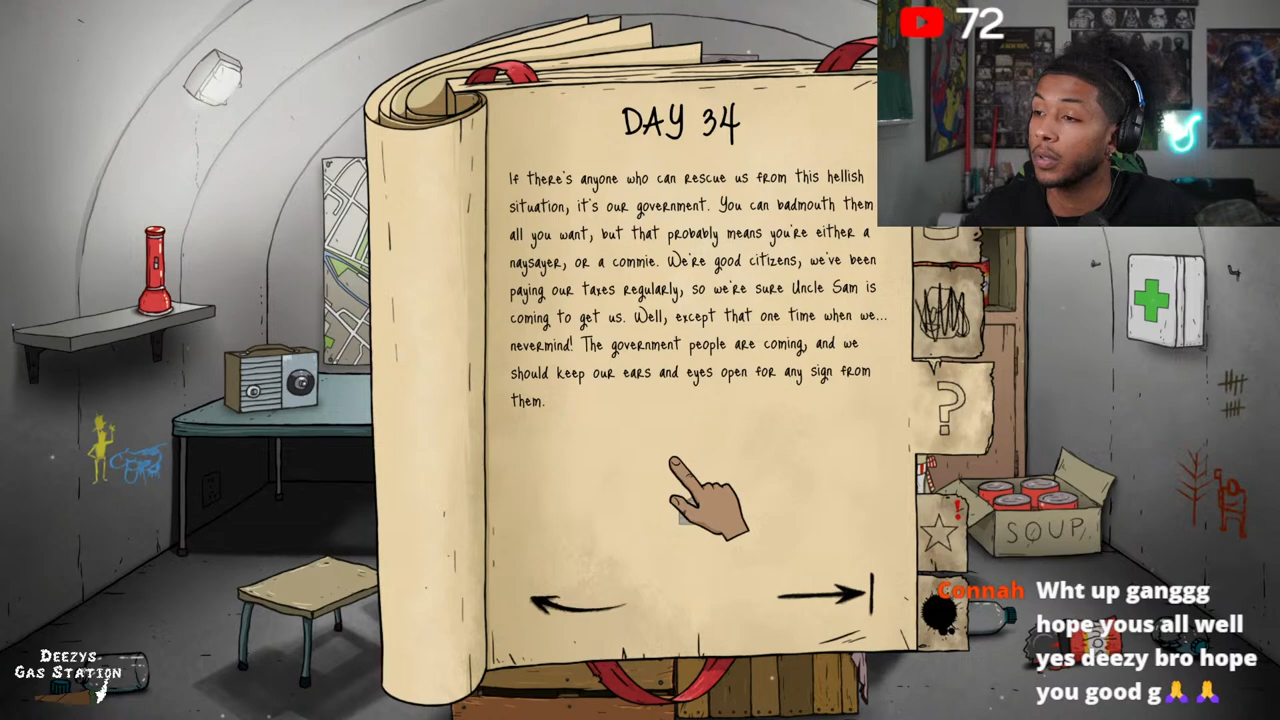 72
DAY 34
If there's anyone who can rescue us from this hellish
situation, it's our government. You can badmouth them
all you want, but that probably means you're either a
naysayer, or a commie. We're good citizens, we've been
paying our taxes regularly, so we're sure Uncle Sam is
coming to get us. Well, except that one time when we...
nevermind! The government people are coming, and we
should keep our ears and eyes open for any sign from
them.
?
!
SOUP
Connah Wht up ganggg
hope yous all well
yes deezy bro hope
you good g🙏🙏
DEEZYS
GAS STATION